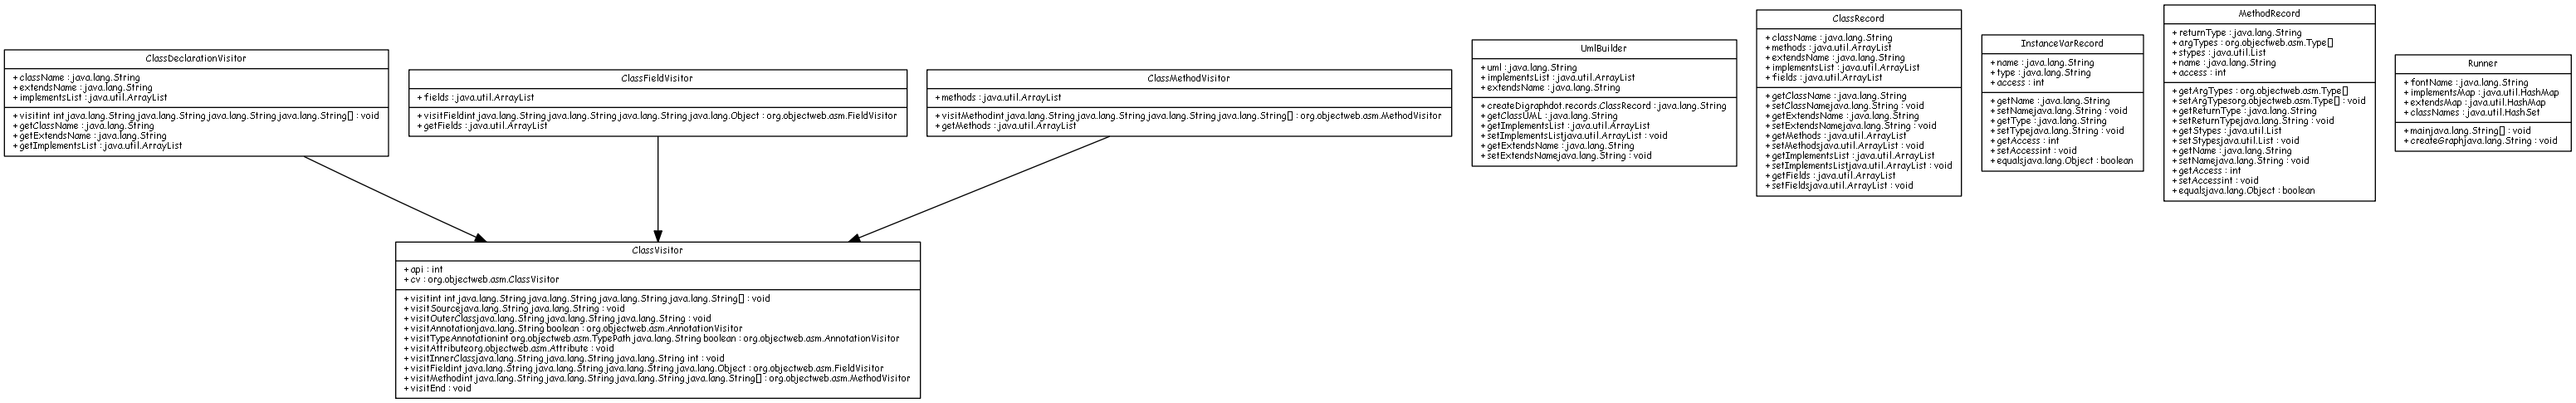 ClassDeclarationVisitor
+ className : java.lang.String
+ extendsName : java.lang.String
+ implementsList : java.util.ArrayList
+ visitint int java.lang.String java.lang.String java.lang.String java.lang.String[] : void
+ getClassName : java.lang.String
+ getExtendsName : java.lang.String
+ getImplementsList : java.util.ArrayList
ClassFieldVisitor
+ fields : java.util.ArrayList
+ visitFieldint java.lang.String java.lang.String java.lang.String java.lang.Object : org.objectweb.asm.FieldVisitor
+ getFields : java.util.ArrayList
ClassMethodVisitor
+ methods : java.util.ArrayList
+ visitMethodint java.lang.String java.lang.String java.lang.String java.lang.String[] : org.objectweb.asm.MethodVisitor
+ getMethods : java.util.ArrayList
UmlBuilder
+ uml : java.lang.String
+ implementsList : java.util.ArrayList
+ extendsName : java.lang.String
+ createDigraphdot.records.ClassRecord : java.lang.String
+ getClassUML : java.lang.String
+ getImplementsList : java.util.ArrayList
+ setImplementsListjava.util.ArrayList : void
+ getExtendsName : java.lang.String
+ setExtendsNamejava.lang.String : void
ClassRecord
+ className : java.lang.String
+ methods : java.util.ArrayList
+ extendsName : java.lang.String
+ implementsList : java.util.ArrayList
+ fields : java.util.ArrayList
+ getClassName : java.lang.String
+ setClassNamejava.lang.String : void
+ getExtendsName : java.lang.String
+ setExtendsNamejava.lang.String : void
+ getMethods : java.util.ArrayList
+ setMethodsjava.util.ArrayList : void
+ getImplementsList : java.util.ArrayList
+ setImplementsListjava.util.ArrayList : void
+ getFields : java.util.ArrayList
+ setFieldsjava.util.ArrayList : void
InstanceVarRecord
+ name : java.lang.String
+ type : java.lang.String
+ access : int
+ getName : java.lang.String
+ setNamejava.lang.String : void
+ getType : java.lang.String
+ setTypejava.lang.String : void
+ getAccess : int
+ setAccessint : void
+ equalsjava.lang.Object : boolean
MethodRecord
+ returnType : java.lang.String
+ argTypes : org.objectweb.asm.Type[]
+ stypes : java.util.List
+ name : java.lang.String
+ access : int
+ getArgTypes : org.objectweb.asm.Type[]
+ setArgTypesorg.objectweb.asm.Type[] : void
+ getReturnType : java.lang.String
+ setReturnTypejava.lang.String : void
+ getStypes : java.util.List
+ setStypesjava.util.List : void
+ getName : java.lang.String
+ setNamejava.lang.String : void
+ getAccess : int
+ setAccessint : void
+ equalsjava.lang.Object : boolean
Runner
+ fontName : java.lang.String
+ implementsMap : java.util.HashMap
+ extendsMap : java.util.HashMap
+ classNames : java.util.HashSet
+ mainjava.lang.String[] : void
+ createGraphjava.lang.String : void
ClassVisitor
+ api : int
+ cv : org.objectweb.asm.ClassVisitor
+ visitint int java.lang.String java.lang.String java.lang.String java.lang.String[] : void
+ visitSourcejava.lang.String java.lang.String : void
+ visitOuterClassjava.lang.String java.lang.String java.lang.String : void
+ visitAnnotationjava.lang.String boolean : org.objectweb.asm.AnnotationVisitor
+ visitTypeAnnotationint org.objectweb.asm.TypePath java.lang.String boolean : org.objectweb.asm.AnnotationVisitor
+ visitAttributeorg.objectweb.asm.Attribute : void
+ visitInnerClassjava.lang.String java.lang.String java.lang.String int : void
+ visitFieldint java.lang.String java.lang.String java.lang.String java.lang.Object : org.objectweb.asm.FieldVisitor
+ visitMethodint java.lang.String java.lang.String java.lang.String java.lang.String[] : org.objectweb.asm.MethodVisitor
+ visitEnd : void